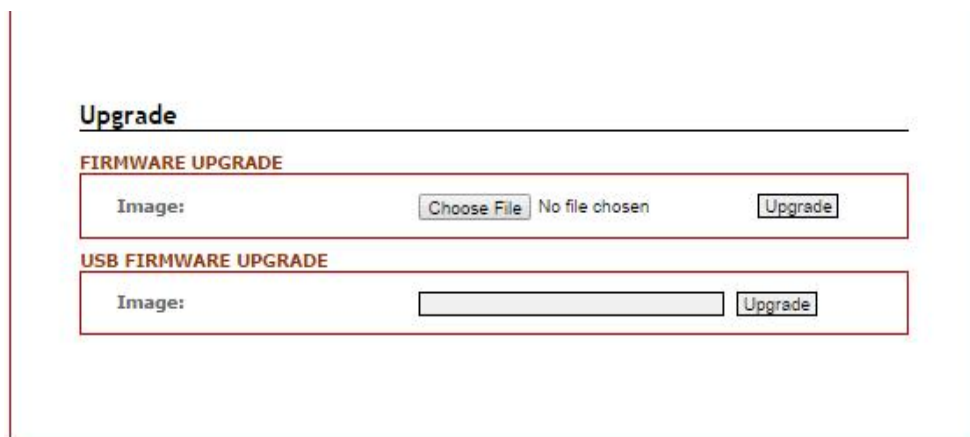 Upgrade
FIRMWARE UPGRADE
Image: Choose File No file chosen Upgrade
USB FIRMWARE UPGRADE
Image: Upgrade